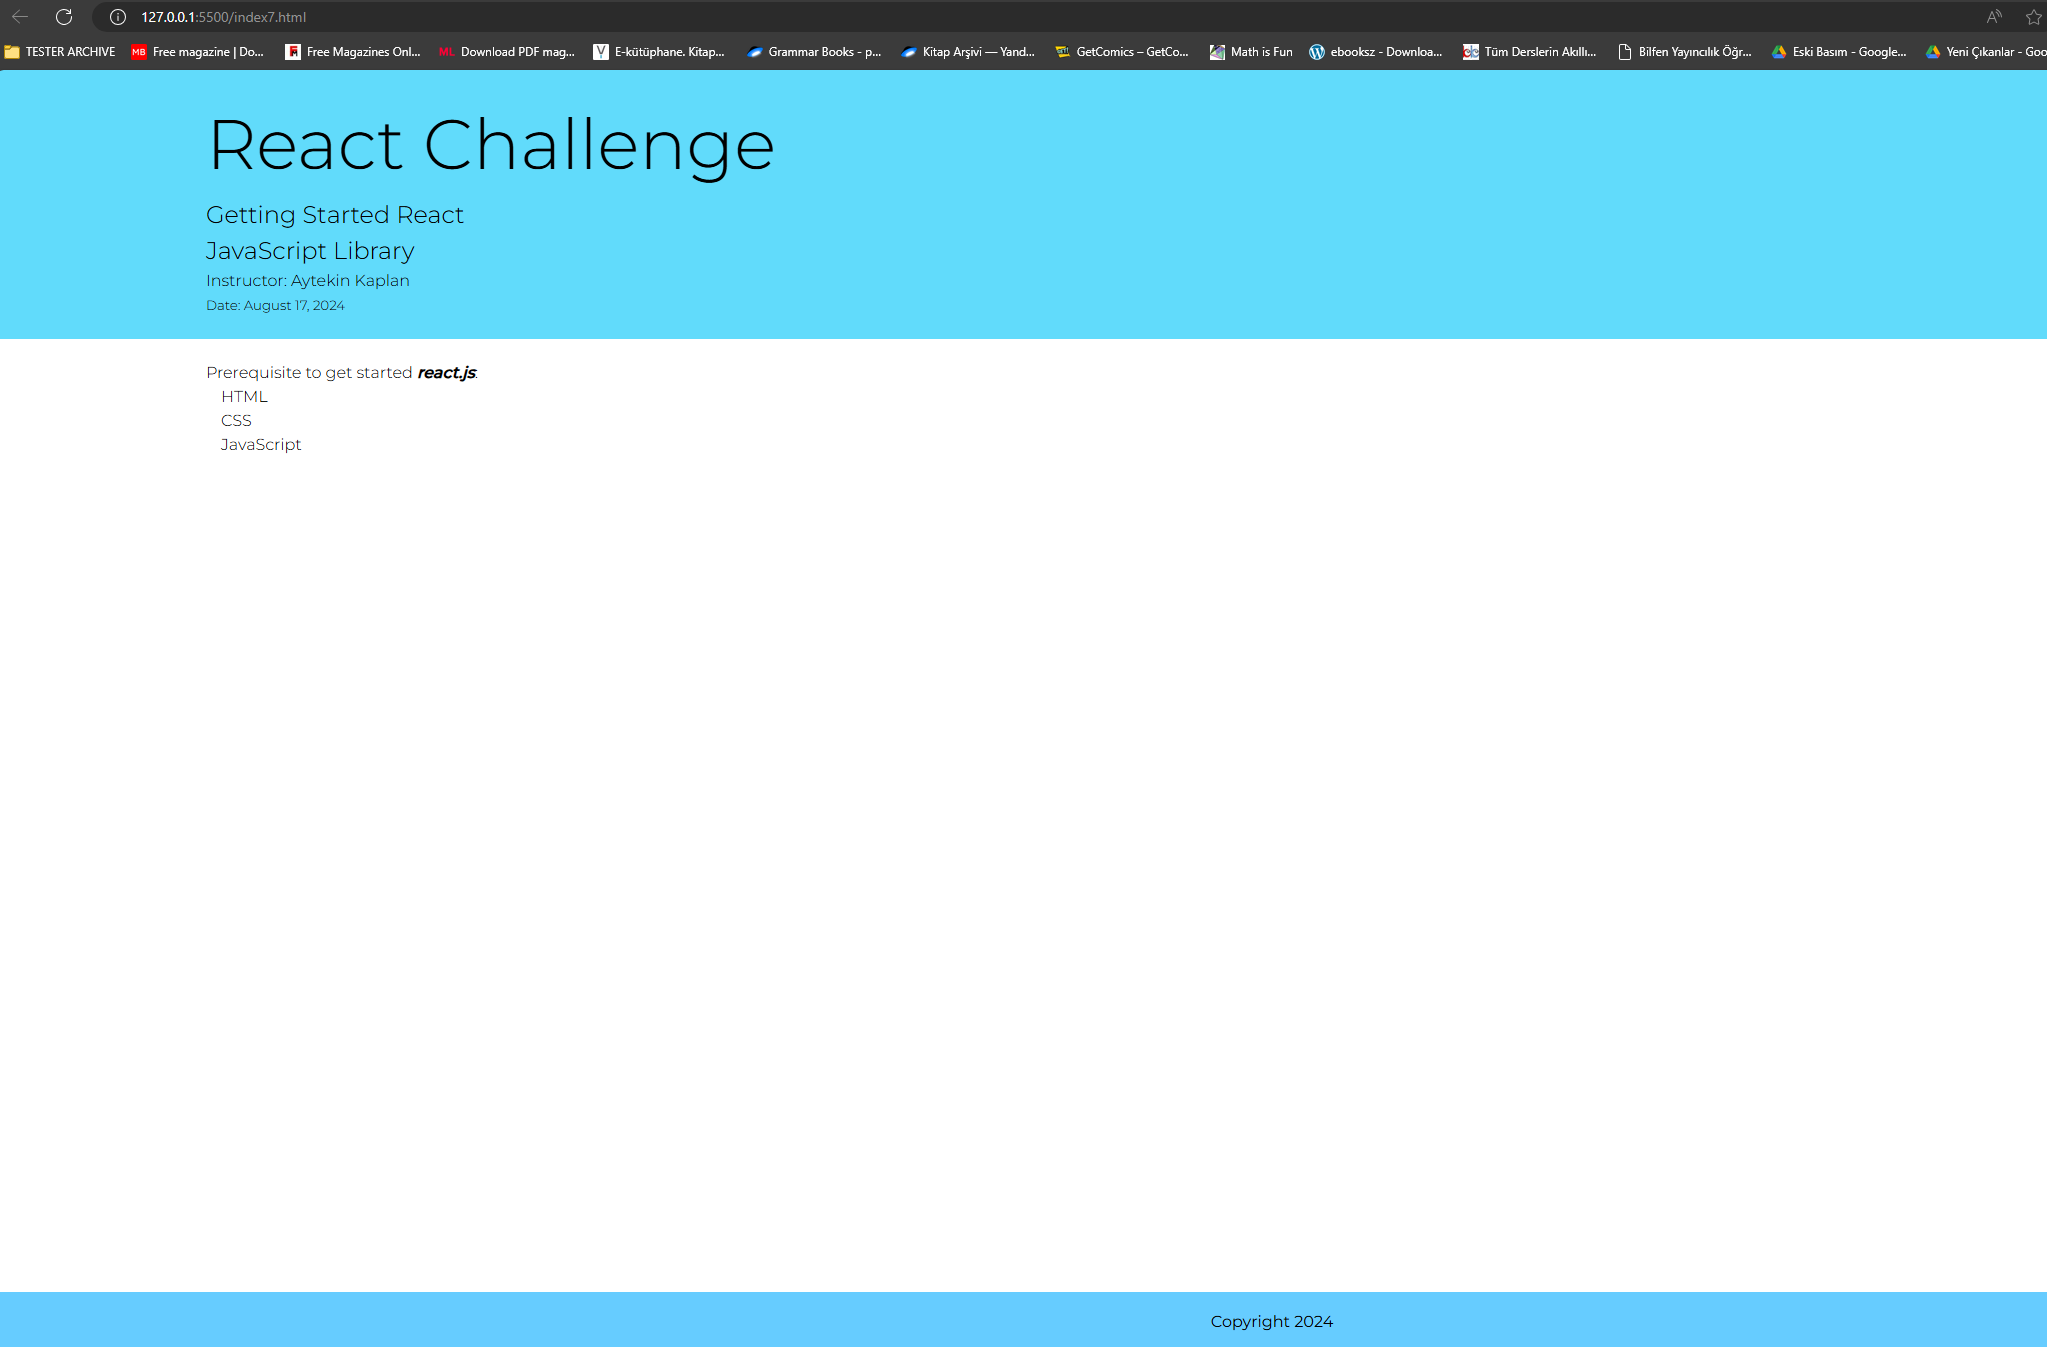 127.0.0.1:5500/index7.html
TESTER ARCHIVE MB Free magazine | Do... Free Magazines Onl... ML Download PDF mag... Y E-kütüphane. Kitap... Grammar Books - p... Kitap Arşivi — Yand... GetComics – GetCo... Math is Fun ebooksz - Downloa... Tüm Derslerin Akıllı... Bilfen Yayıncılık Öğr... Eski Basım - Google... Yeni Çıkanlar - Goo
React Challenge
Getting Started React
JavaScript Library
Instructor: Aytekin Kaplan
Date: August 17, 2024
Prerequisite to get started react.js:
HTML
CSS
JavaScript
Copyright 2024